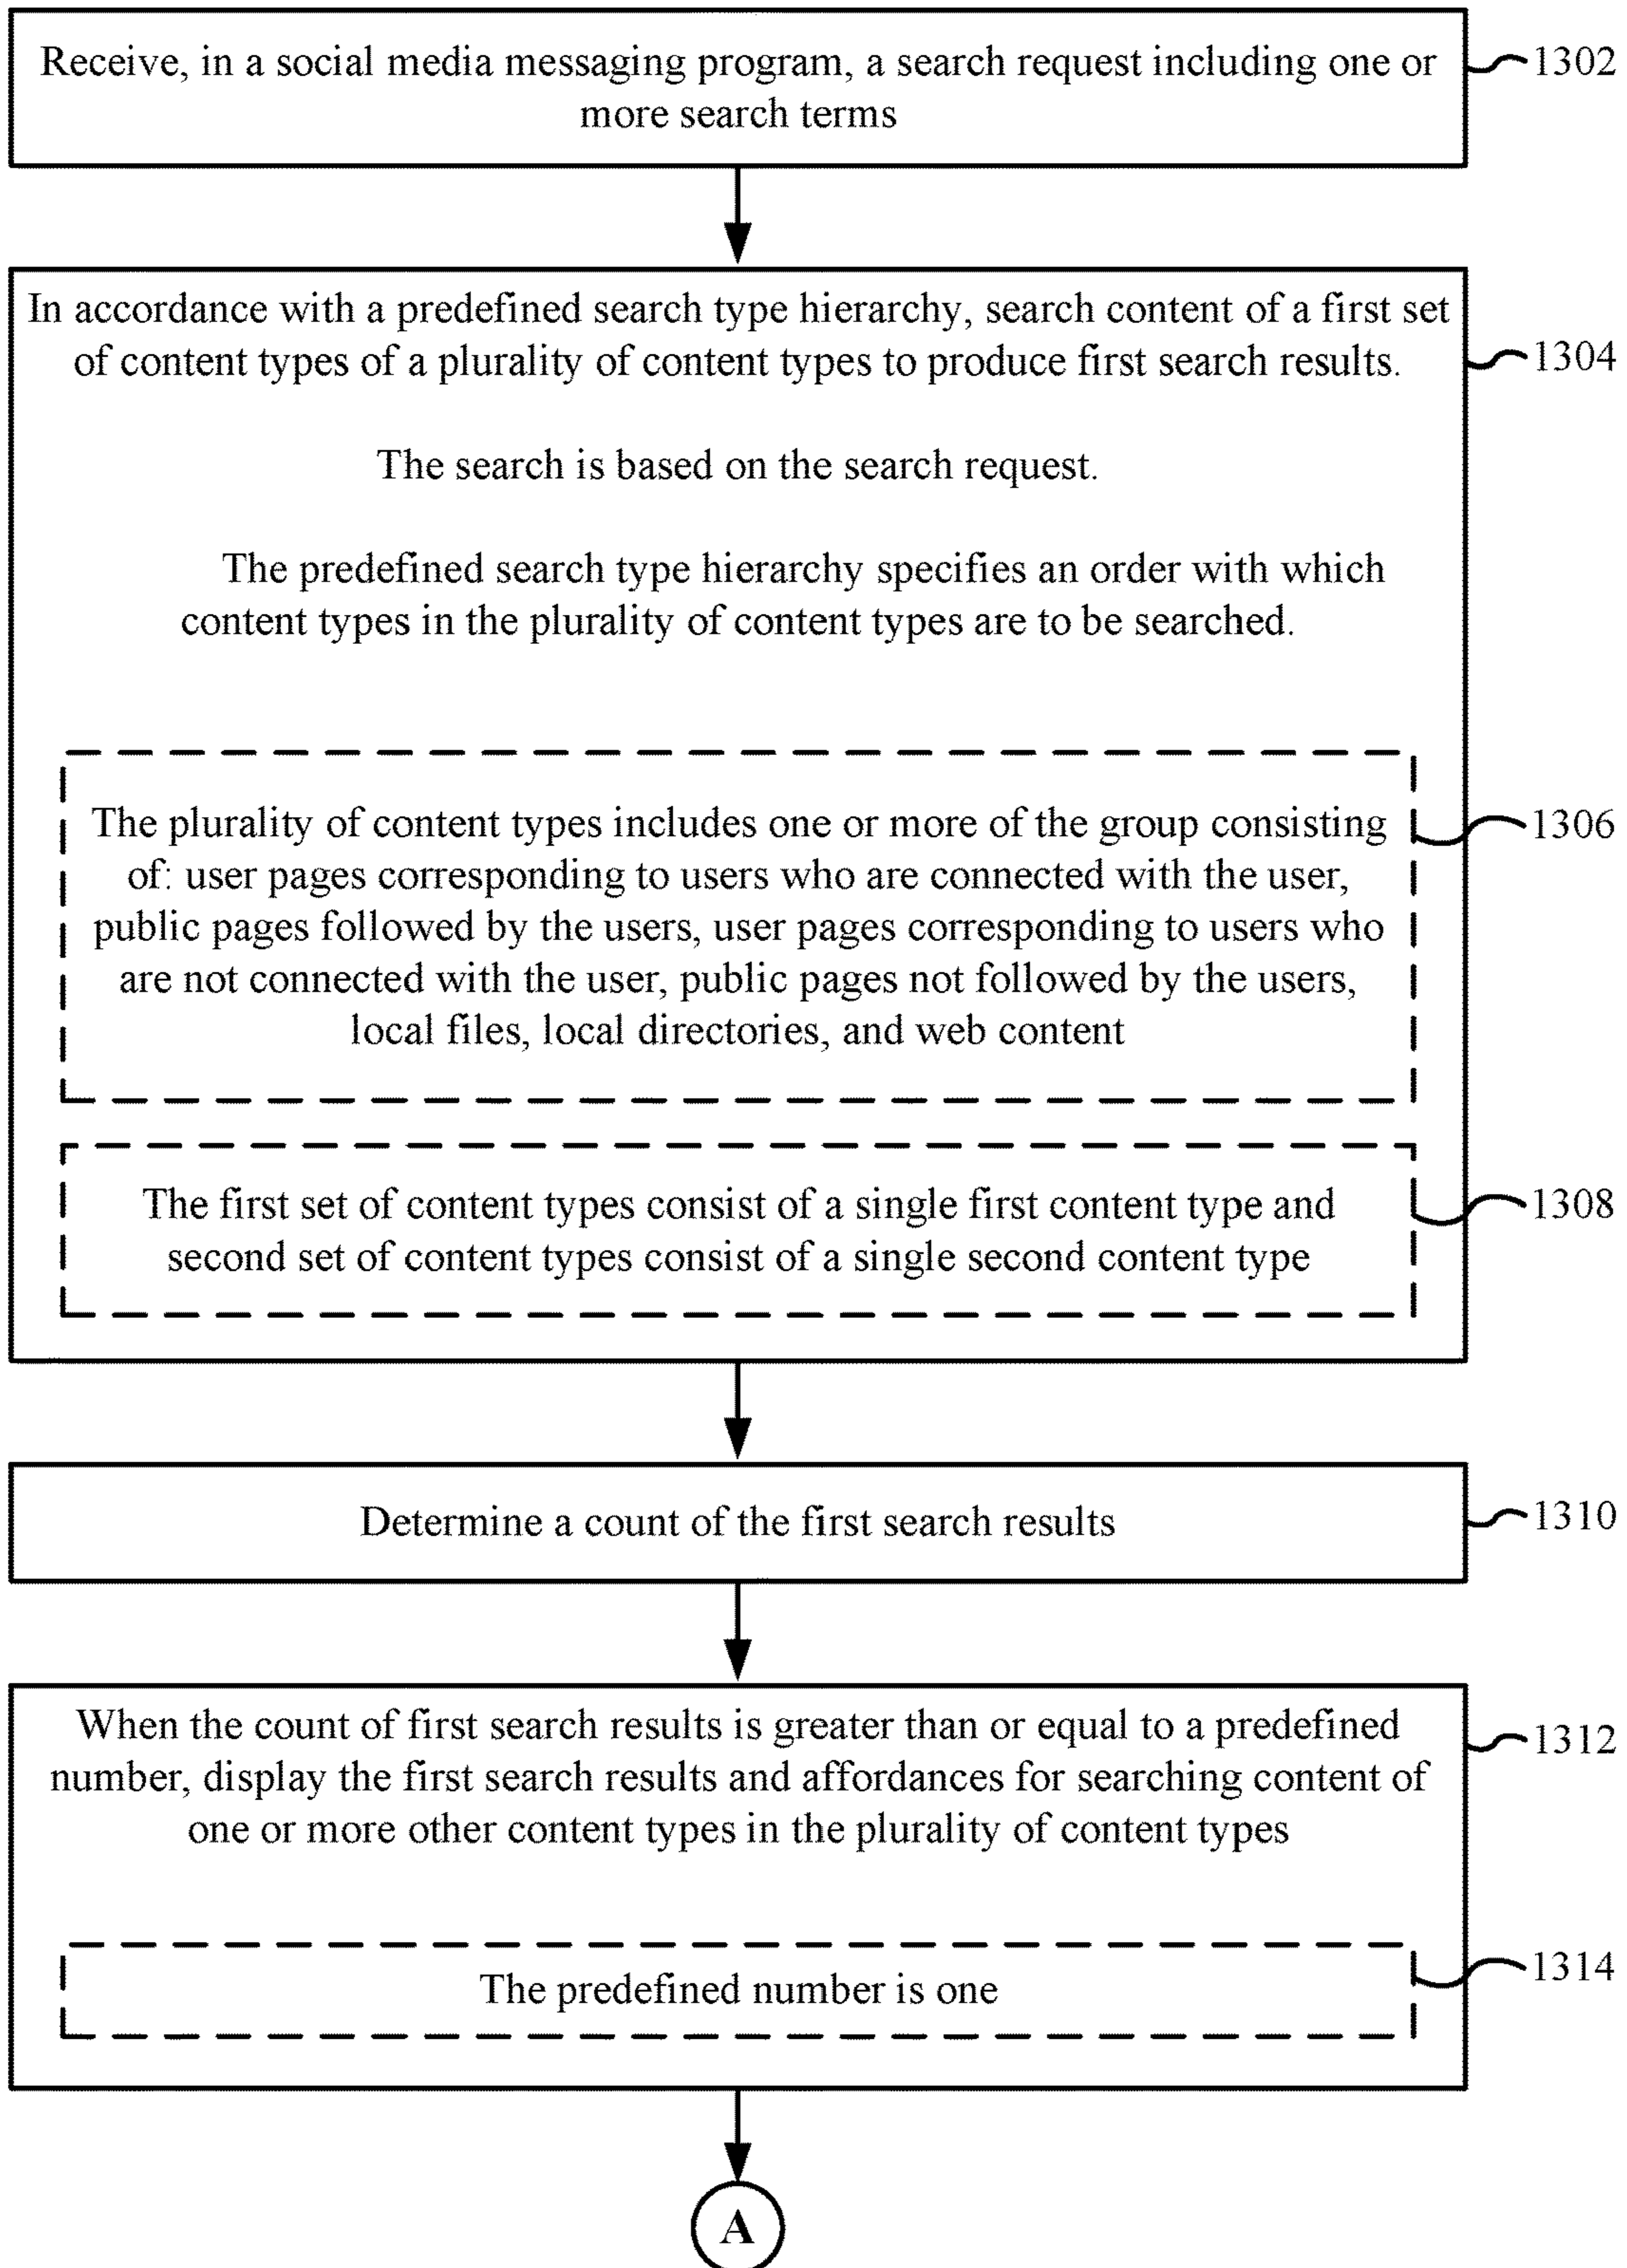 Receive, in a social media messaging program, a search request including one or
more search terms
1302
In accordance with a predefined search type hierarchy, search content of a first set
of content types of a plurality of content types to produce first search results.
1304
The search is based on the search request.
The predefined search type hierarchy specifies an order with which
content types in the plurality of content types are to be searched.
The plurality of content types includes one or more of the group consisting
1306
of: user pages corresponding to users who are connected with the user,
public pages followed by the users, user pages corresponding to users who
are not connected with the user, public pages not followed by the users,
local files, local directories, and web content
The first set of content types consist of a single first content type and
1308
second set of content types consist of a single second content type
Determine a count of the first search results
1310
When the count of first search results is greater than or equal to a predefined
1312
number, display the first search results and affordances for searching content of
one or more other content types in the plurality of content types
The predefined number is one
1314
A